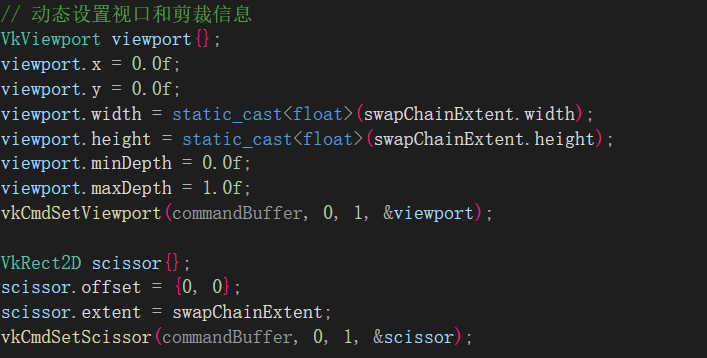 // 动态设置视口和剪裁信息
VkViewport viewport{};
viewport.x = 0.0f;
viewport.y = 0.0f;
viewport.width = static_cast<float>(swapChainExtent.width);
viewport.height = static_cast<float>(swapChainExtent.height);
viewport.minDepth = 0.0f;
viewport.maxDepth = 1.0f;
vkCmdSetViewport(commandBuffer, 0, 1, &viewport);

VkRect2D scissor{};
scissor.offset = {0, 0};
scissor.extent = swapChainExtent;
vkCmdSetScissor(commandBuffer, 0, 1, &scissor);